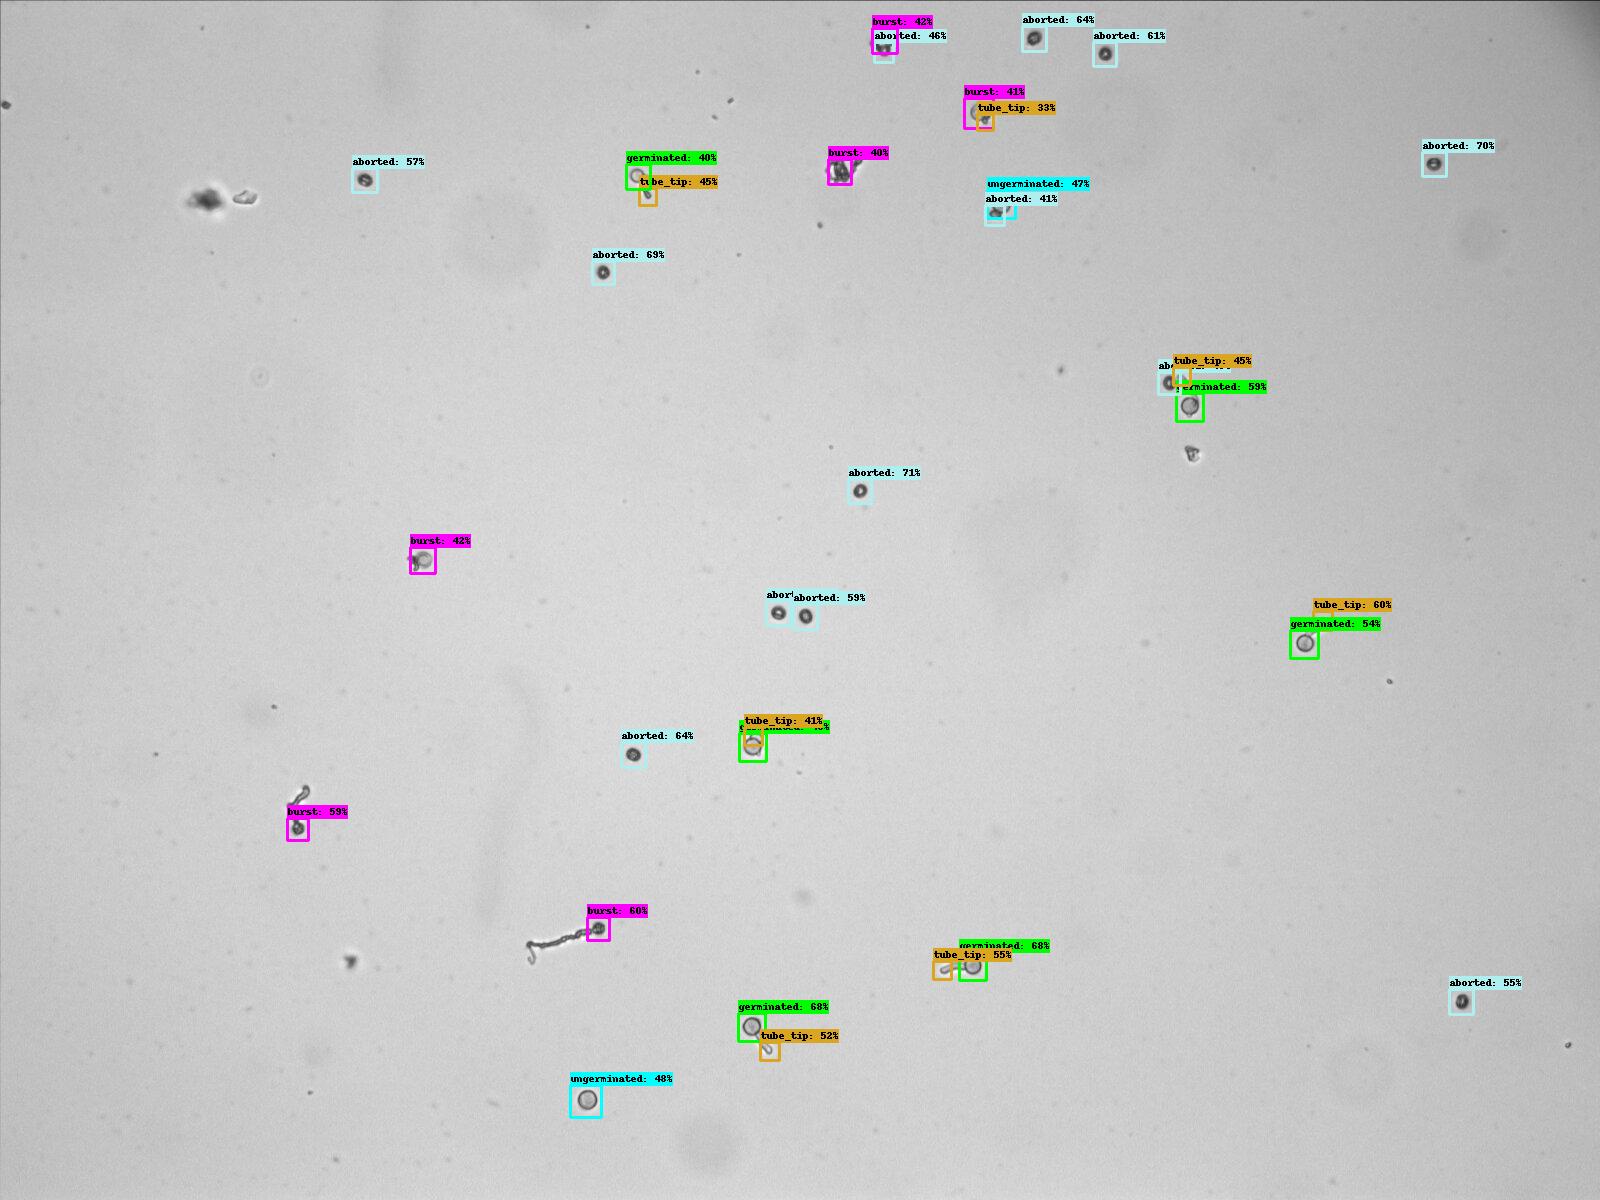 burst: 42%
aborted: 46%
aborted: 64%
aborted: 61%
burst: 41%
tube_tip: 33%
aborted: 57%
germinated: 40%
tube_tip: 45%
burst: 40%
aborted: 70%
ungerminated: 47%
aborted: 41%
aborted: 69%
tube_tip: 45%
germinated: 59%
aborted: 71%
burst: 42%
aborted: 59%
tube_tip: 60%
germinated: 54%
tube_tip: 41%
aborted: 64%
burst: 59%
burst: 60%
germinated: 68%
tube_tip: 55%
aborted: 55%
germinated: 68%
tube_tip: 52%
ungerminated: 48%